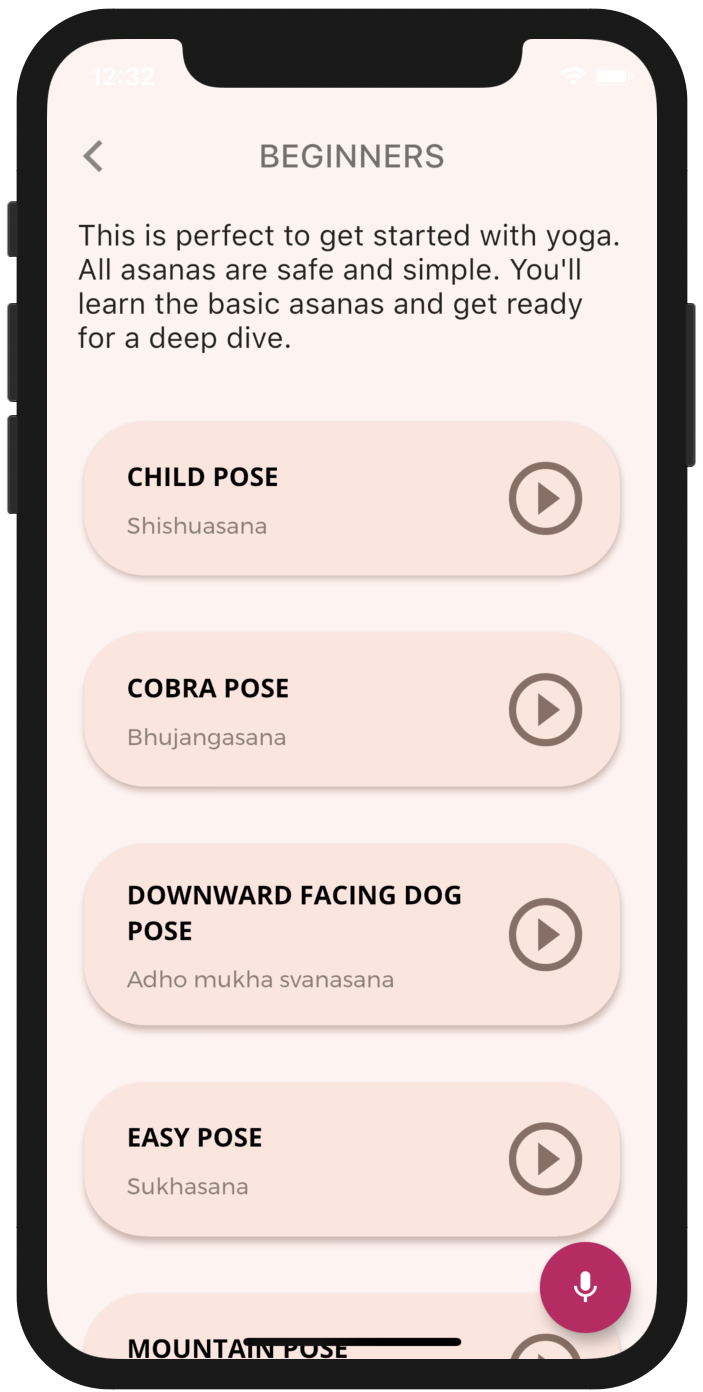 12:32
BEGINNERS
This is perfect to get started with yoga.
All asanas are safe and simple. You'll
learn the basic asanas and get ready
for a deep dive.
CHILD POSE
Shishuasana
COBRA POSE
Bhujangasana
DOWNWARD FACING DOG
POSE
Adho mukha svanasana
EASY POSE
Sukhasana
MOUNTAIN POSE